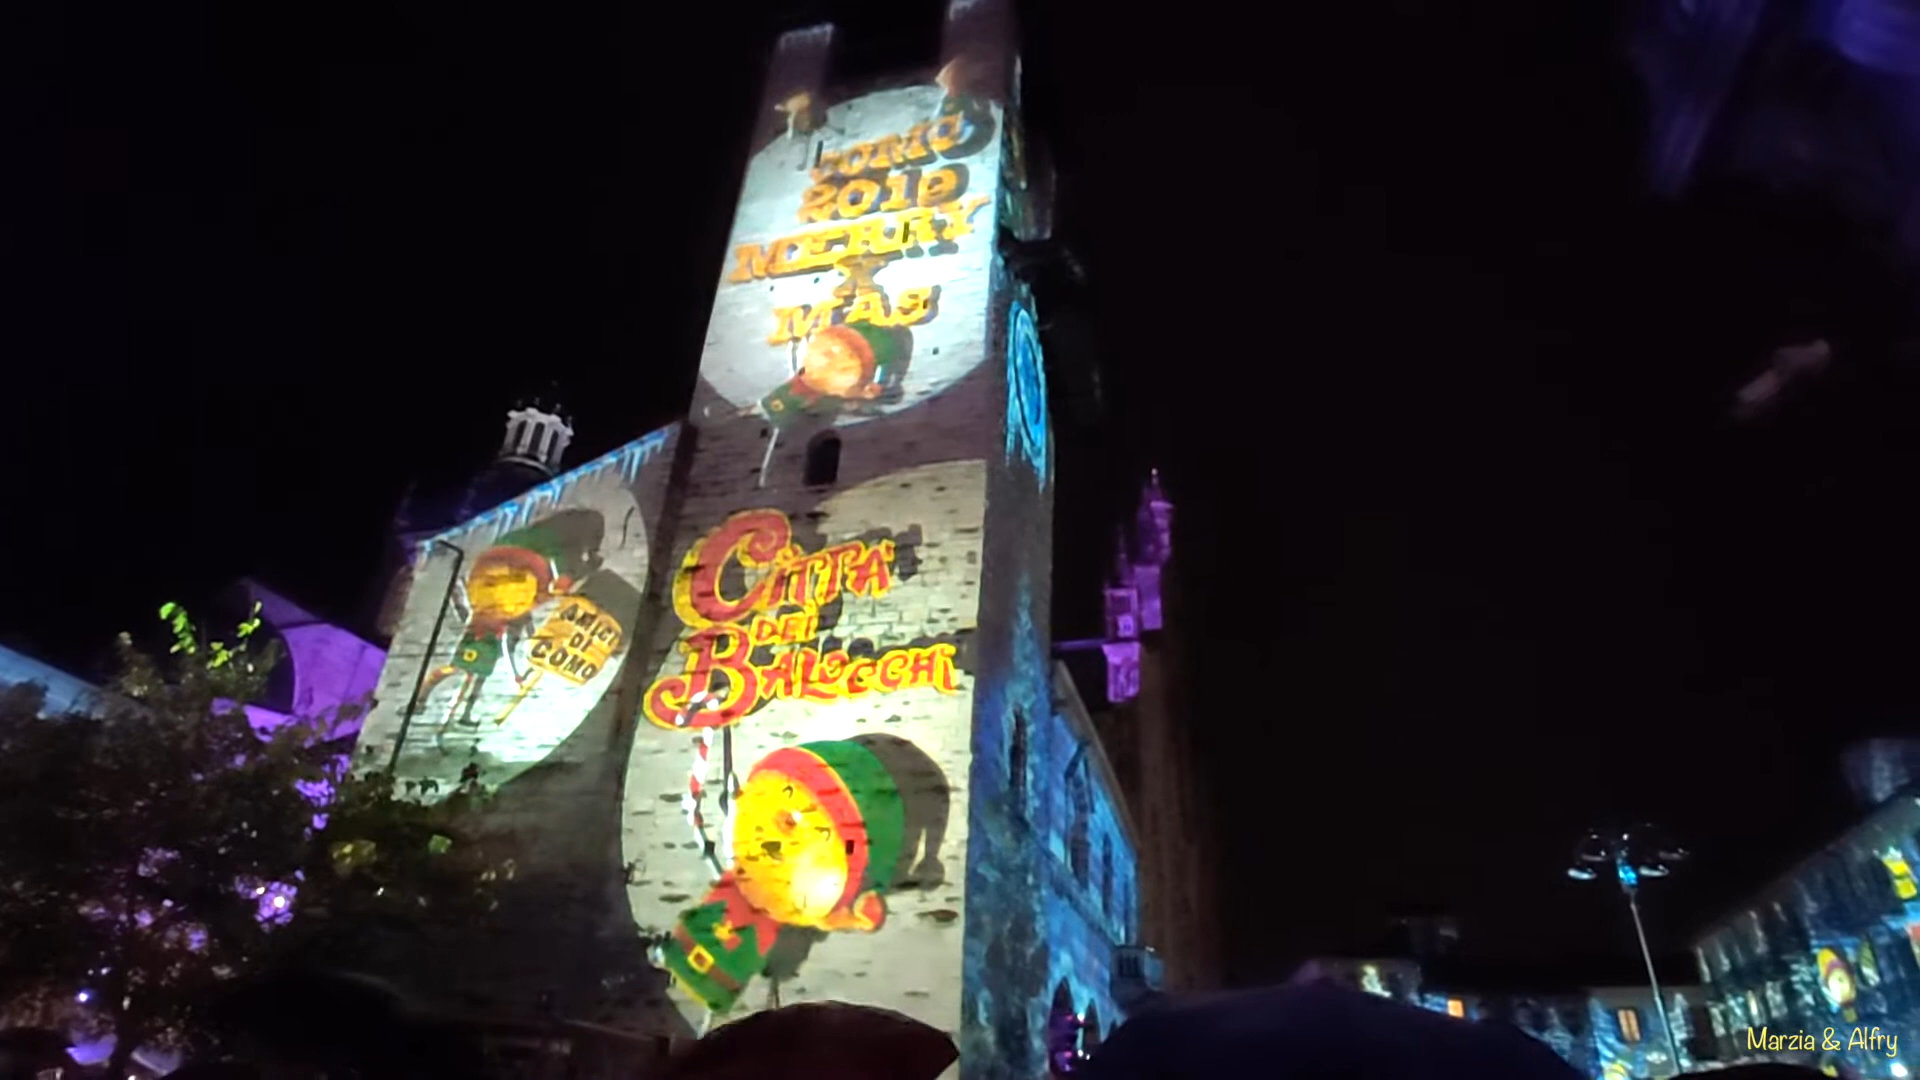 COMO
2019
MERRY
X
MAS
AMICI
DI
COMO
CITTA'
DEI
BALOCCHI
Marzia & Alfry